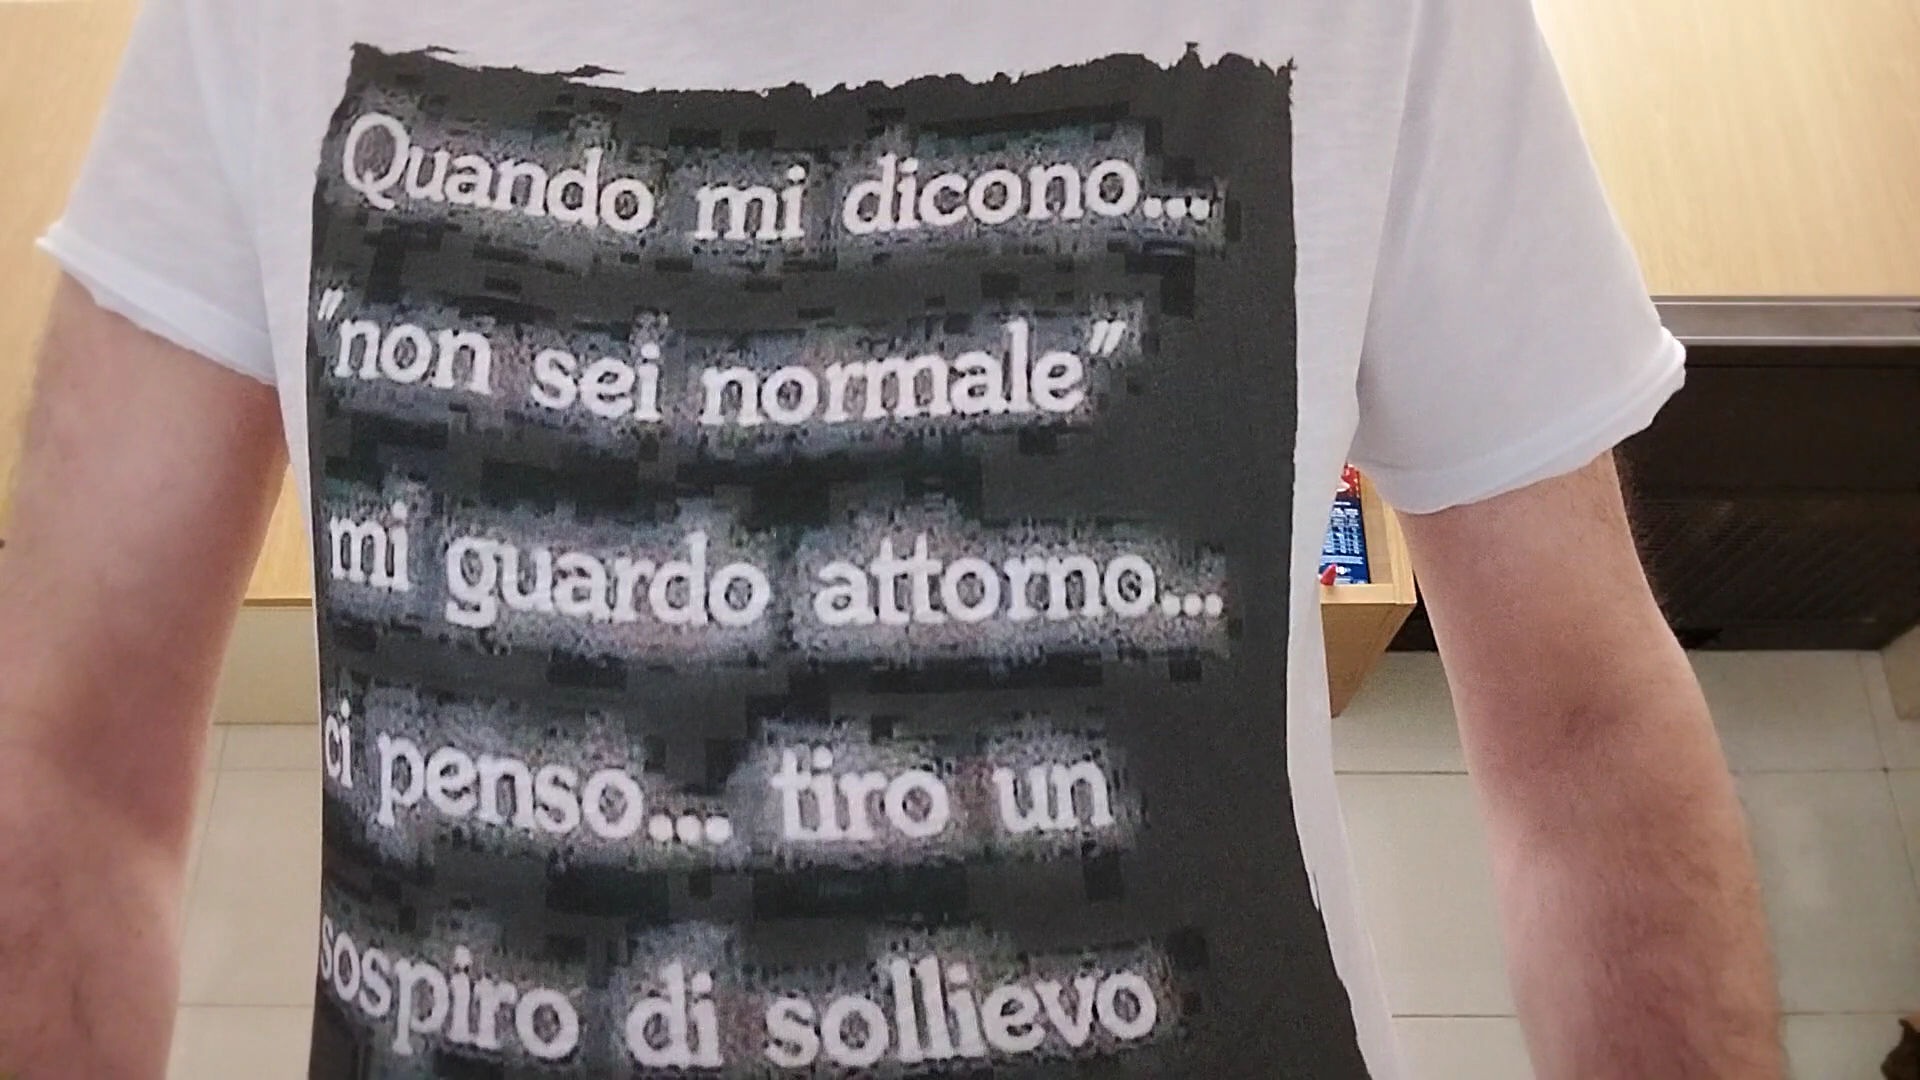 Quando mi dicono...
"non sei normale"
mi guardo attorno...
ci penso... tiro un
sospiro di sollievo